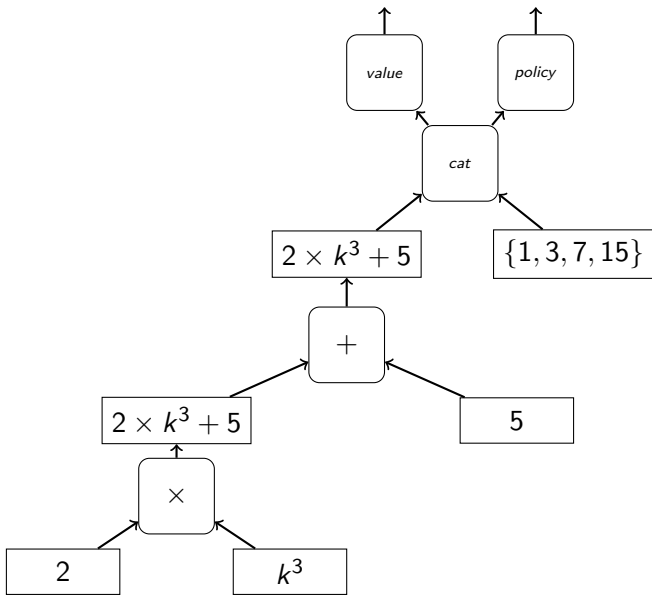 value policy
cat
2 × k³ + 5 {1, 3, 7, 15}
+
2 × k³ + 5 5
×
2 k³